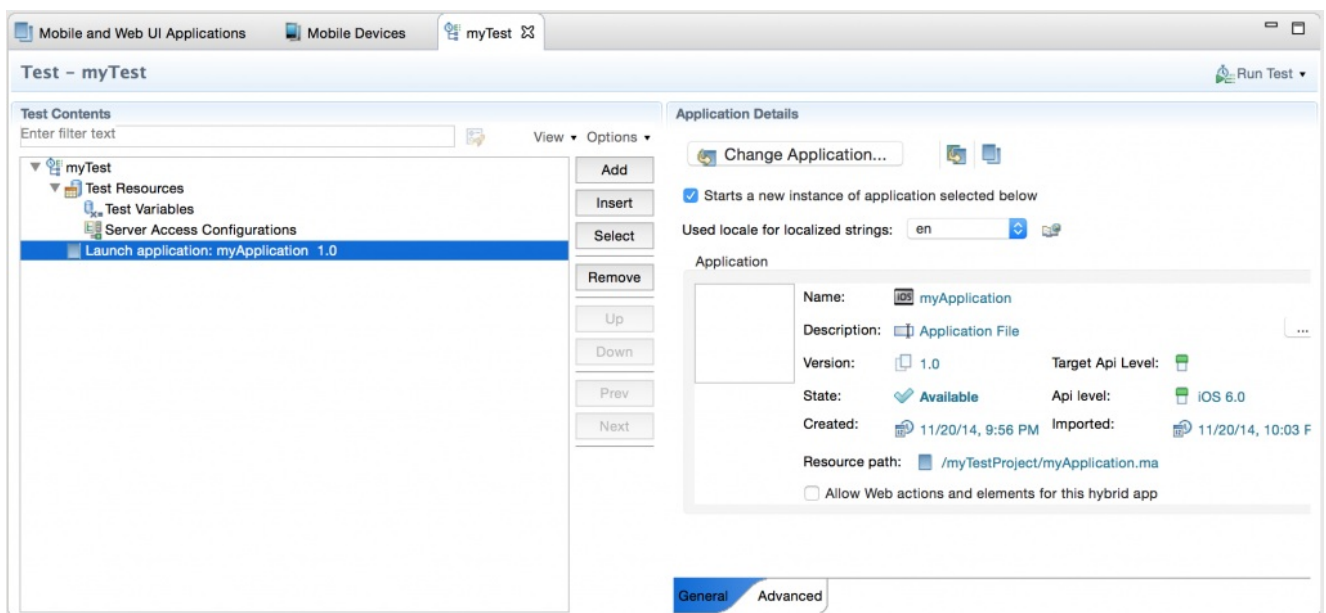 Mobile and Web UI Applications
Mobile Devices
myTest
Test - myTest
Run Test
Test Contents
Enter filter text
View
Options
myTest
Test Resources
Test Variables
Server Access Configurations
Launch application: myApplication 1.0
Add
Insert
Select
Remove
Up
Down
Prev
Next
Application Details
Change Application...
Starts a new instance of application selected below
Used locale for localized strings: en
Application
Name: iOS myApplication
Description: Application File
...
Version: 1.0
Target Api Level:
State: Available
Api level: iOS 6.0
Created: 11/20/14, 9:56 PM
Imported: 11/20/14, 10:03 P
Resource path: /myTestProject/myApplication.ma
Allow Web actions and elements for this hybrid app
General
Advanced